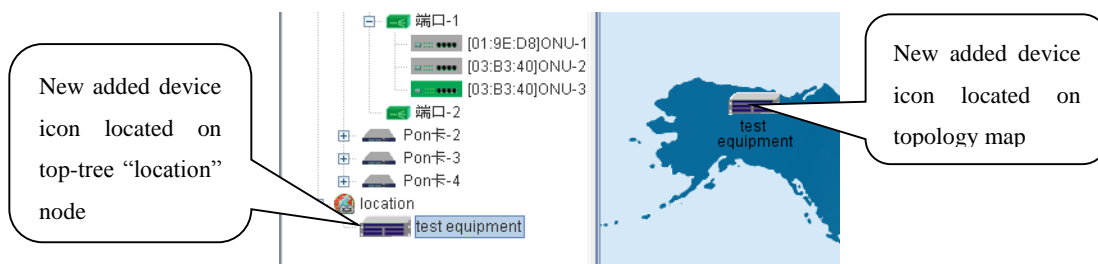 New added device
icon located on
top-tree “location”
node
端口-1
[01:9E:D8]ONU-1
[03:B3:40]ONU-2
[03:B3:40]ONU-3
端口-2
Pon卡-2
Pon卡-3
Pon卡-4
location
test equipment
test
equipment
New added device
icon located on
topology map